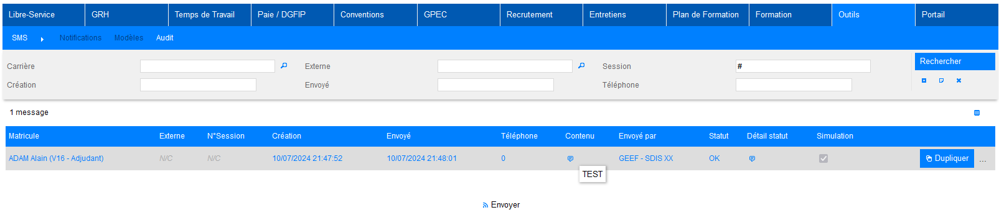 Libre-Service GRH Temps de Travail Paie / DGFIP Conventions GPEC Recrutement Entretiens Plan de Formation Formation Outils Portail
SMS Notifications Modèles Audit
Carrière Externe Session # Rechercher
Création Envoyé Téléphone
1 message
Matricule Externe N°Session Création Envoyé Téléphone Contenu Envoyé par Statut Détail statut Simulation
ADAM Alain (V16 - Adjudant) N/C N/C 10/07/2024 21:47:52 10/07/2024 21:48:01 0 GEEF - SDIS XX OK Dupliquer ...
TEST
Envoyer